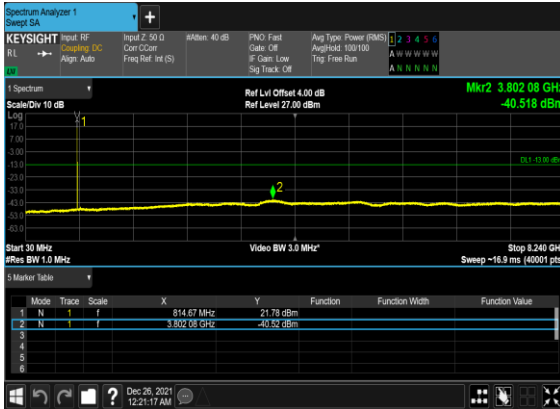 Spectrum Analyzer 1
Swept SA
+
KEYSIGHT
RL
Input: RF
Coupling: DC
Align: Auto
Input Z: 50 Ω
Corr CCorr
Freq Ref: Int (S)
#Atten: 40 dB
PNO: Fast
Gate: Off
IF Gain: Low
Sig Track: Off
Avg Type: Power (RMS)
Avg|Hold: 100/100
Trig: Free Run
1 2 3 4 5 6
A W W W W W
A N N N N N
1 Spectrum
Scale/Div 10 dB
Ref Lvl Offset 4.00 dB
Ref Level 27.00 dBm
Mkr2 3.802 08 GHz
-40.518 dBm
Log
17.0
7.00
-3.00
-13.0
-23.0
-33.0
-43.0
-53.0
-63.0
1
2
DL1 -13.00 dBm
Start 30 MHz
#Res BW 1.0 MHz
Video BW 3.0 MHz*
Stop 8.240 GHz
Sweep ~16.9 ms (40001 pts)
5 Marker Table
Mode Trace Scale X Y Function Function Width Function Value
1 N 1 f 814.67 MHz 21.78 dBm
2 N 1 f 3.802 08 GHz -40.52 dBm
3
4
5
6
?
Dec 26, 2021
12:21:17 AM